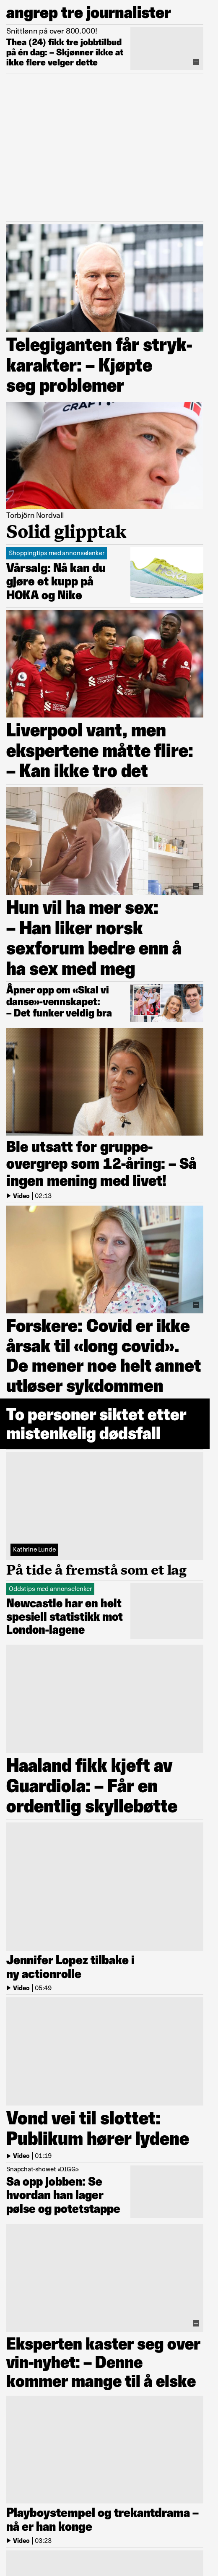 angrep tre journalister
Snittlønn på over 800.000!
Thea (24) fikk tre jobbtilbud
på én dag: – Skjønner ikke at
ikke flere velger dette
Telegiganten får stryk-
karakter: – Kjøpte
seg problemer
CRAFT
Torbjörn Nordvall
Solid glipptak
Shoppingtips med annonselenker
Vårsalg: Nå kan du
gjøre et kupp på
HOKA og Nike
Liverpool vant, men
ekspertene måtte flire:
– Kan ikke tro det
Hun vil ha mer sex:
– Han liker norsk
sexforum bedre enn å
ha sex med meg
Åpner opp om «Skal vi
danse»-vennskapet:
– Det funker veldig bra
Ble utsatt for gruppe-
overgrep som 12-åring: – Så
ingen mening med livet!
Video | 02:13
Forskere: Covid er ikke
årsak til «long covid».
De mener noe helt annet
utløser sykdommen
To personer siktet etter
mistenkelig dødsfall
Kathrine Lunde
På tide å fremstå som et lag
Oddstips med annonselenker
Newcastle har en helt
spesiell statistikk mot
London-lagene
Haaland fikk kjeft av
Guardiola: – Får en
ordentlig skyllebøtte
Jennifer Lopez tilbake i
ny actionrolle
Video | 05:49
Vond vei til slottet:
Publikum hører lydene
Video | 01:19
Snapchat-showet «DIGG»
Sa opp jobben: Se
hvordan han lager
pølse og potetstappe
Eksperten kaster seg over
vin-nyhet: – Denne
kommer mange til å elske
Playboystempel og trekantdrama –
nå er han konge
Video | 03:23